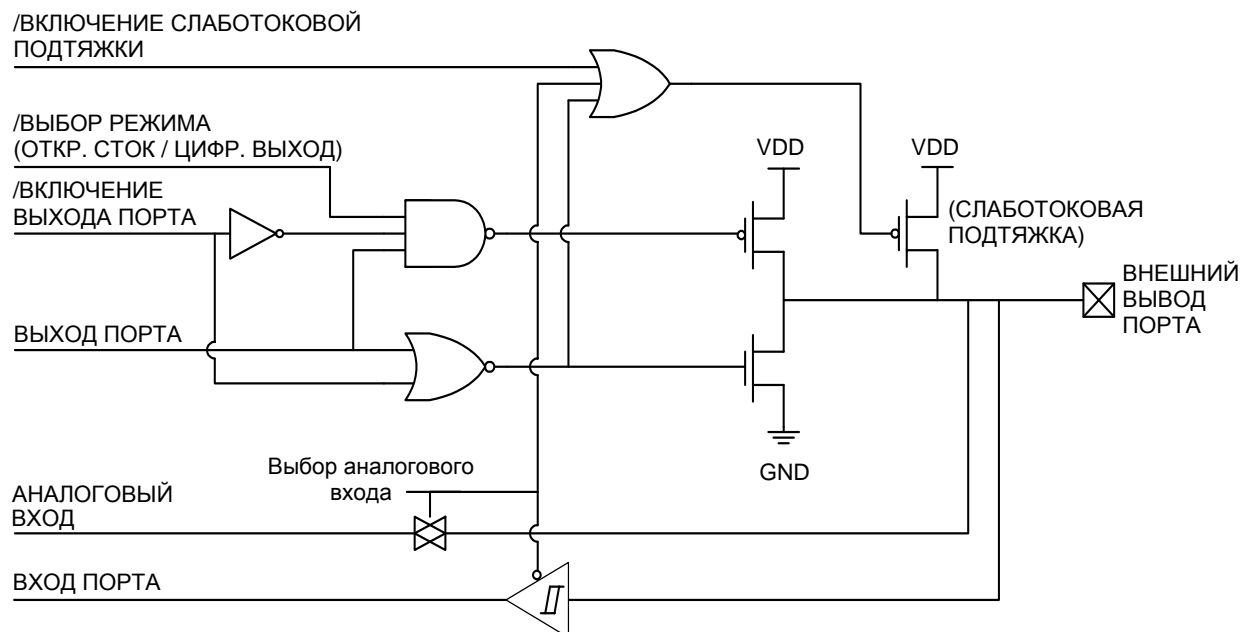 /ВКЛЮЧЕНИЕ СЛАБОТОКОВОЙ
ПОДТЯЖКИ
/ВЫБОР РЕЖИМА
(ОТКР. СТОК / ЦИФР. ВЫХОД)
/ВКЛЮЧЕНИЕ
ВЫХОДА ПОРТА
ВЫХОД ПОРТА
VDD
VDD
(СЛАБОТОКОВАЯ
ПОДТЯЖКА)
ВНЕШНИЙ
ВЫВОД
ПОРТА
GND
Выбор аналогового
входа
АНАЛОГОВЫЙ
ВХОД
ВХОД ПОРТА